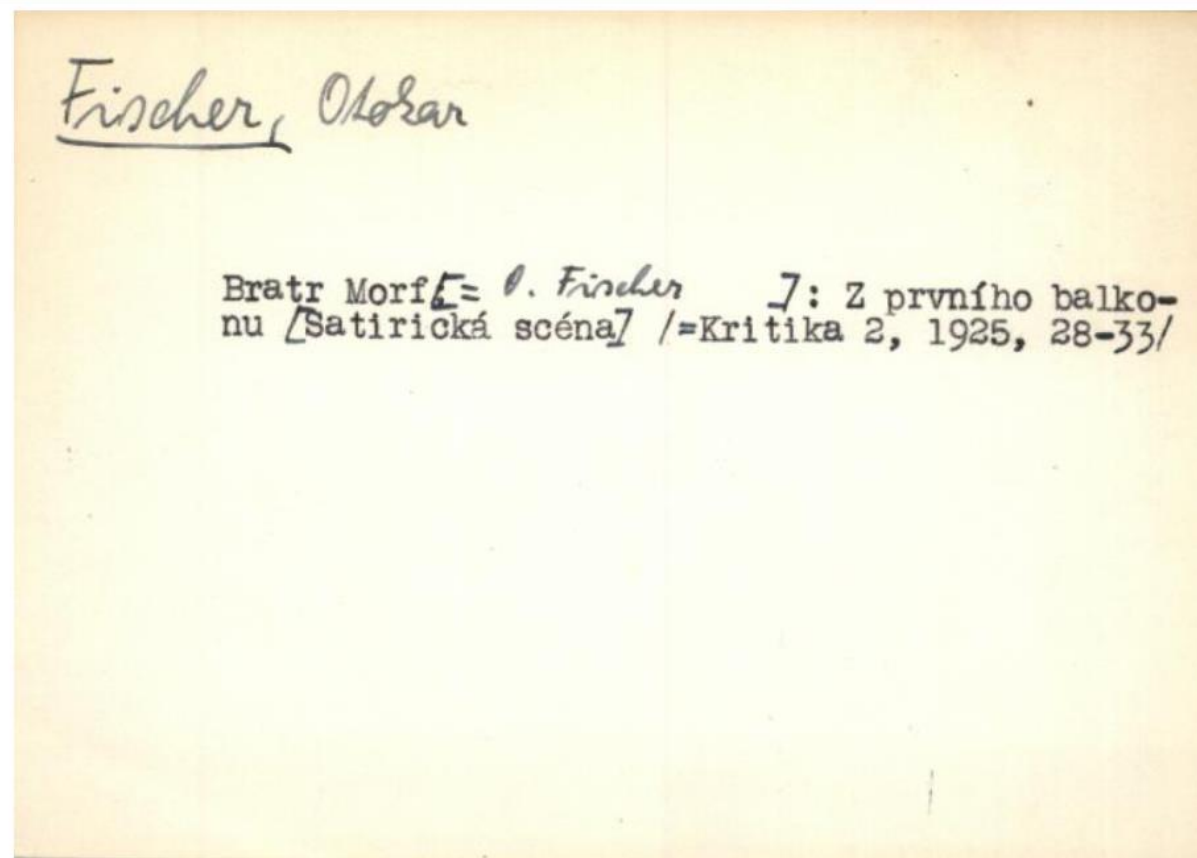 Fischer, Otokar
Bratr Morf [= O. Fischer ]: Z prvního balko-
nu [Satirická scéna] /=Kritika 2, 1925, 28-33/